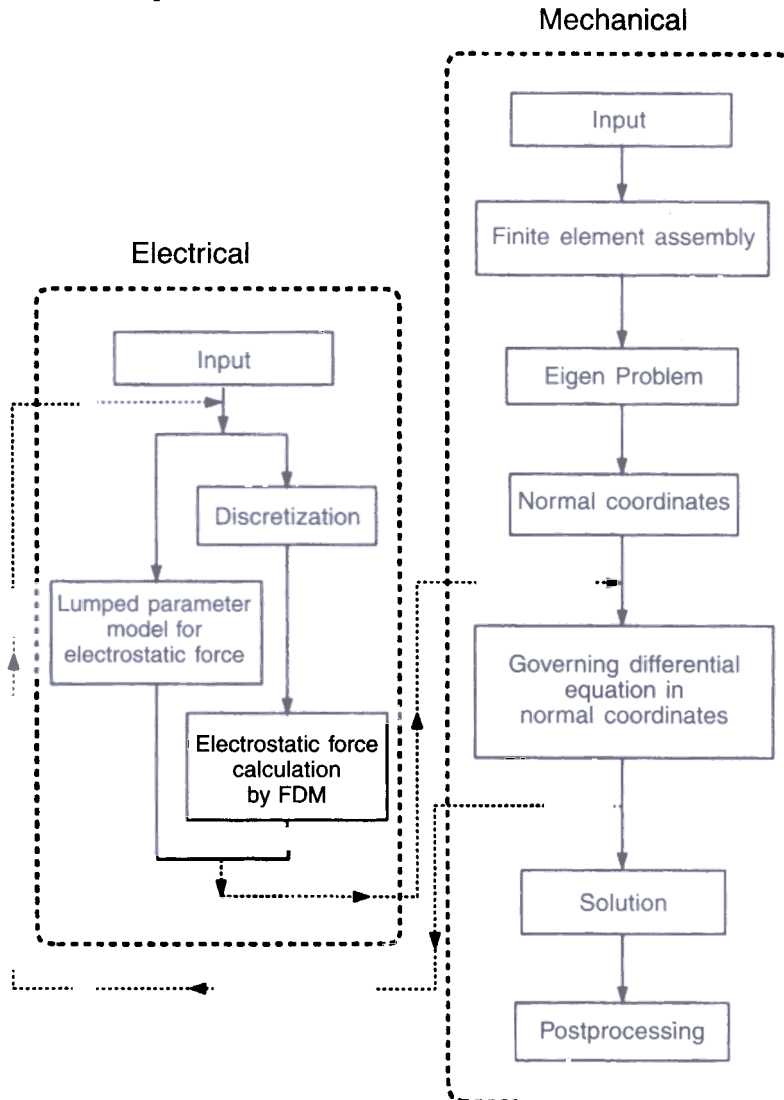 Mechanical
Input
Finite element assembly
Eigen Problem
Normal coordinates
Governing differential
equation in
normal coordinates
Solution
Postprocessing
Electrical
Input
Discretization
Lumped parameter
model for
electrostatic force
Electrostatic force
calculation
by FDM